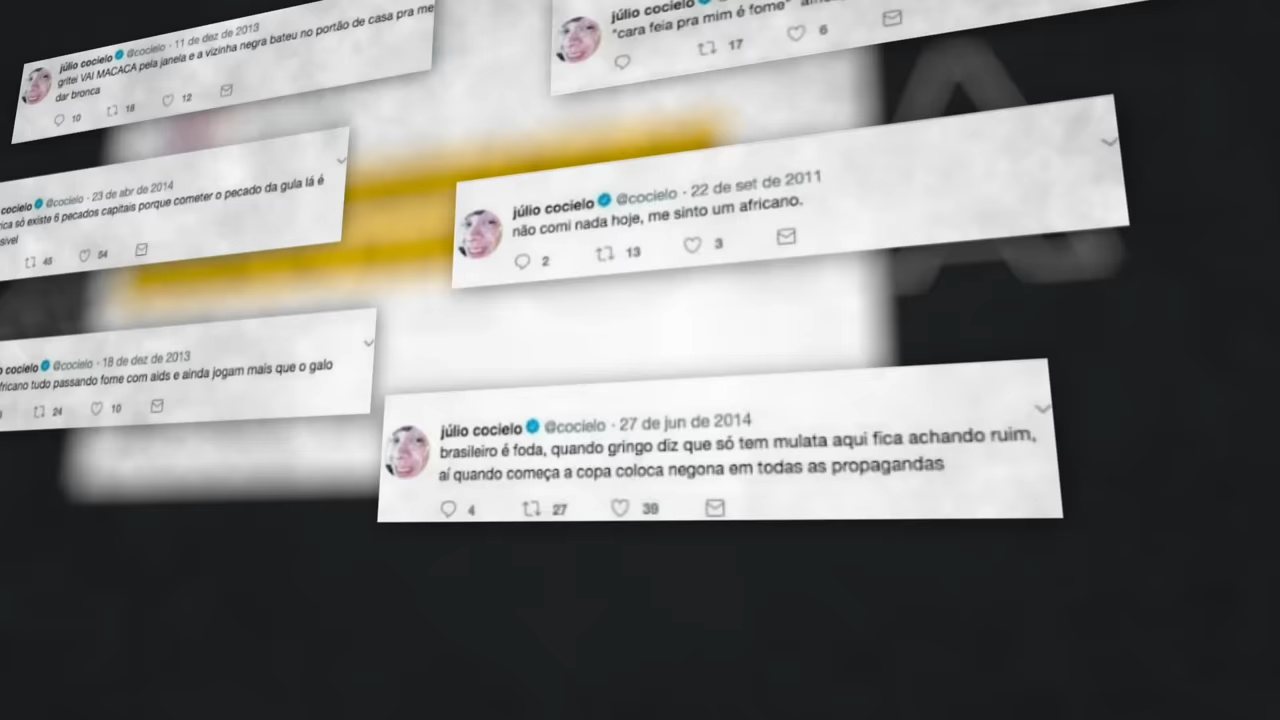 júlio cocielo @cocielo · 11 de dez de 2013
gritei VAI MACACA pela janela e a vizinha negra bateu no portão de casa pra me
dar bronca
10 18 12
júlio cocielo
"cara feia pra mim é fome"
17 6
cocielo @cocielo · 23 de abr de 2014
só existe 6 pecados capitais porque cometer o pecado da gula lá é
54
júlio cocielo @cocielo · 22 de set de 2011
não comi nada hoje, me sinto um africano.
2 13 3
cocielo @cocielo · 18 de dez de 2013
tudo passando fome com aids e ainda jogam mais que o galo
24 10
júlio cocielo @cocielo · 27 de jun de 2014
brasileiro é foda, quando gringo diz que só tem mulata aqui fica achando ruim,
aí quando começa a copa coloca negona em todas as propagandas
4 27 39